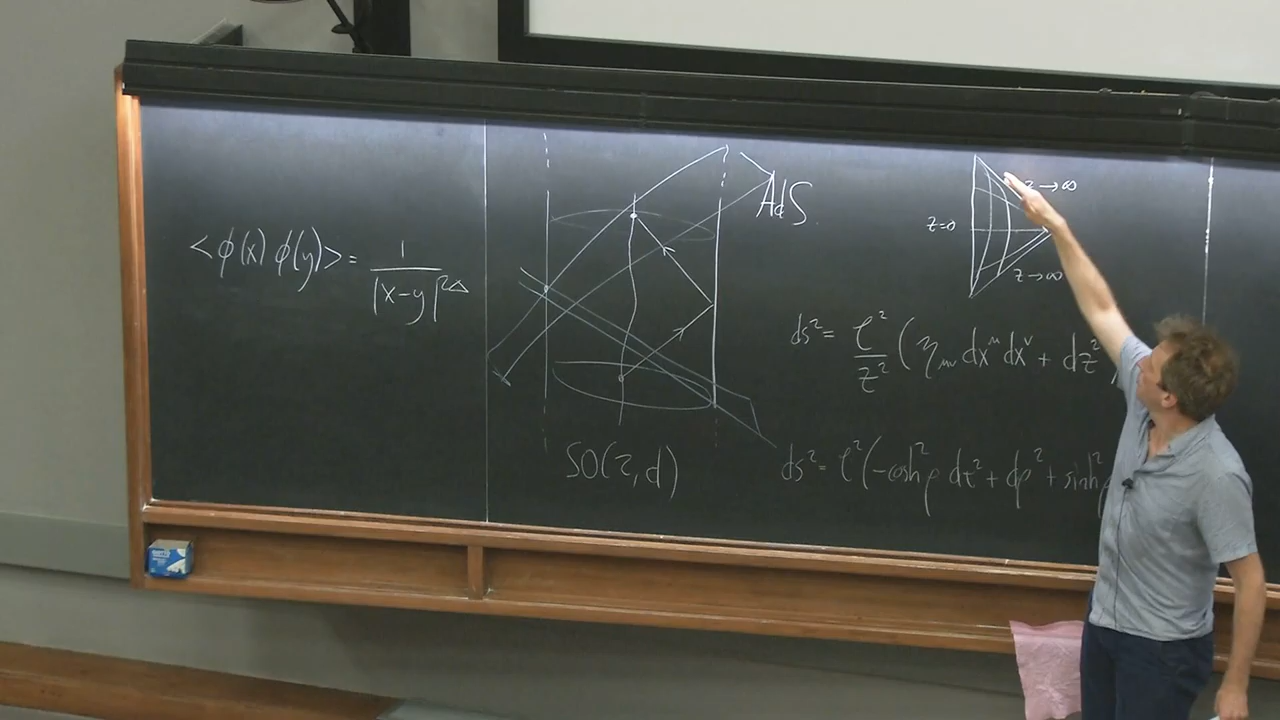 <φ(x) φ(y)> = 1 / |x-y|^{2Δ}
AdS
SO(2,d)
z→∞
z=0
z→∞
ds² = ℓ²/z² (η_{μν} dx^μ dx^ν + dz²
ds² = ℓ² (-cosh²ρ dτ² + dρ² + sinh²ρ